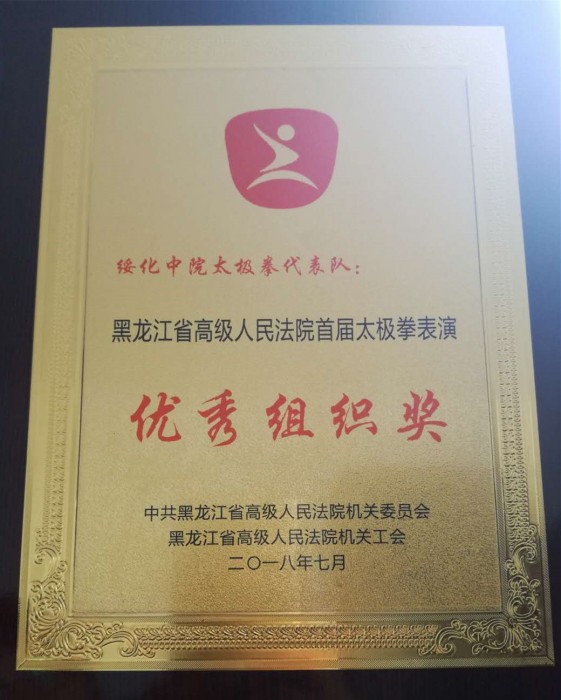 绥化中院太极拳代表队：
黑龙江省高级人民法院首届太极拳表演
优秀组织奖
中共黑龙江省高级人民法院机关委员会
黑龙江省高级人民法院机关工会
二〇一八年七月